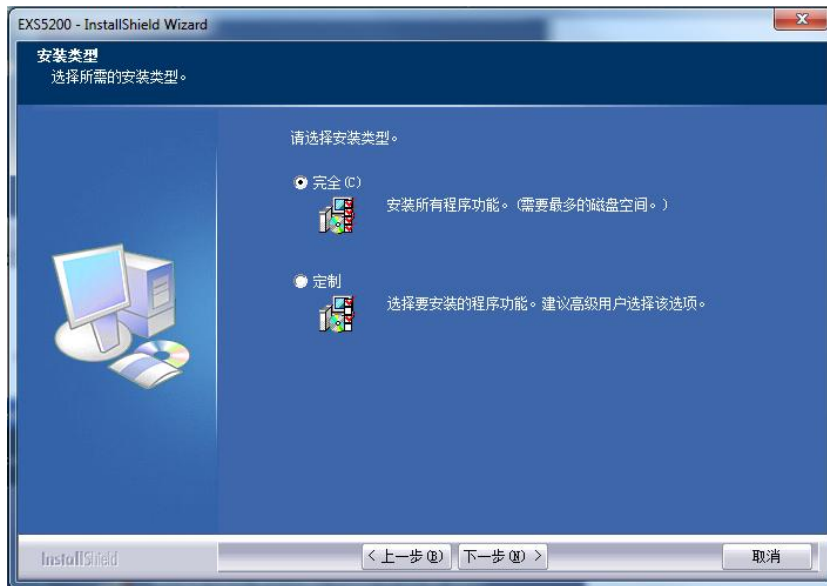 EXS5200 - InstallShield Wizard
安装类型
选择所需的安装类型。
请选择安装类型。
完全(C)
安装所有程序功能。(需要最多的磁盘空间。)
定制
选择要安装的程序功能。建议高级用户选择该选项。
InstallShield
< 上一步(B)
下一步(N) >
取消